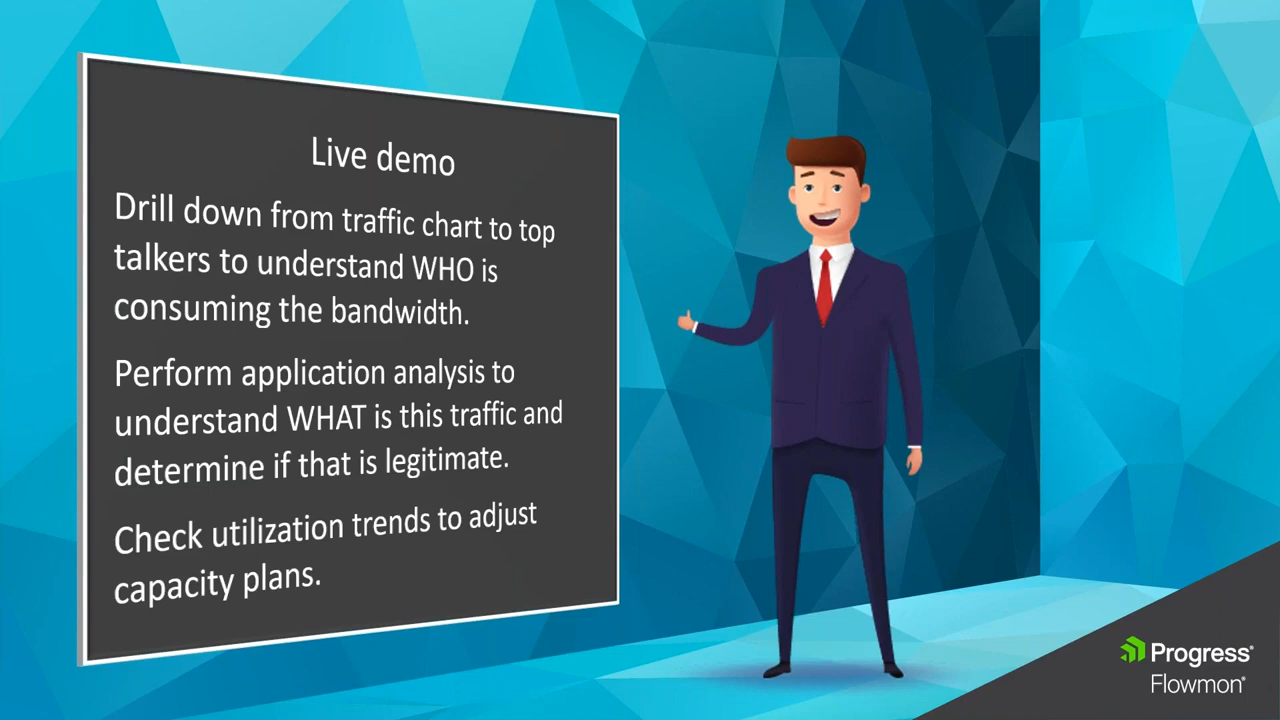 Live demo
Drill down from traffic chart to top
talkers to understand WHO is
consuming the bandwidth.
Perform application analysis to
understand WHAT is this traffic and
determine if that is legitimate.
Check utilization trends to adjust
capacity plans.
Progress®
Flowmon®